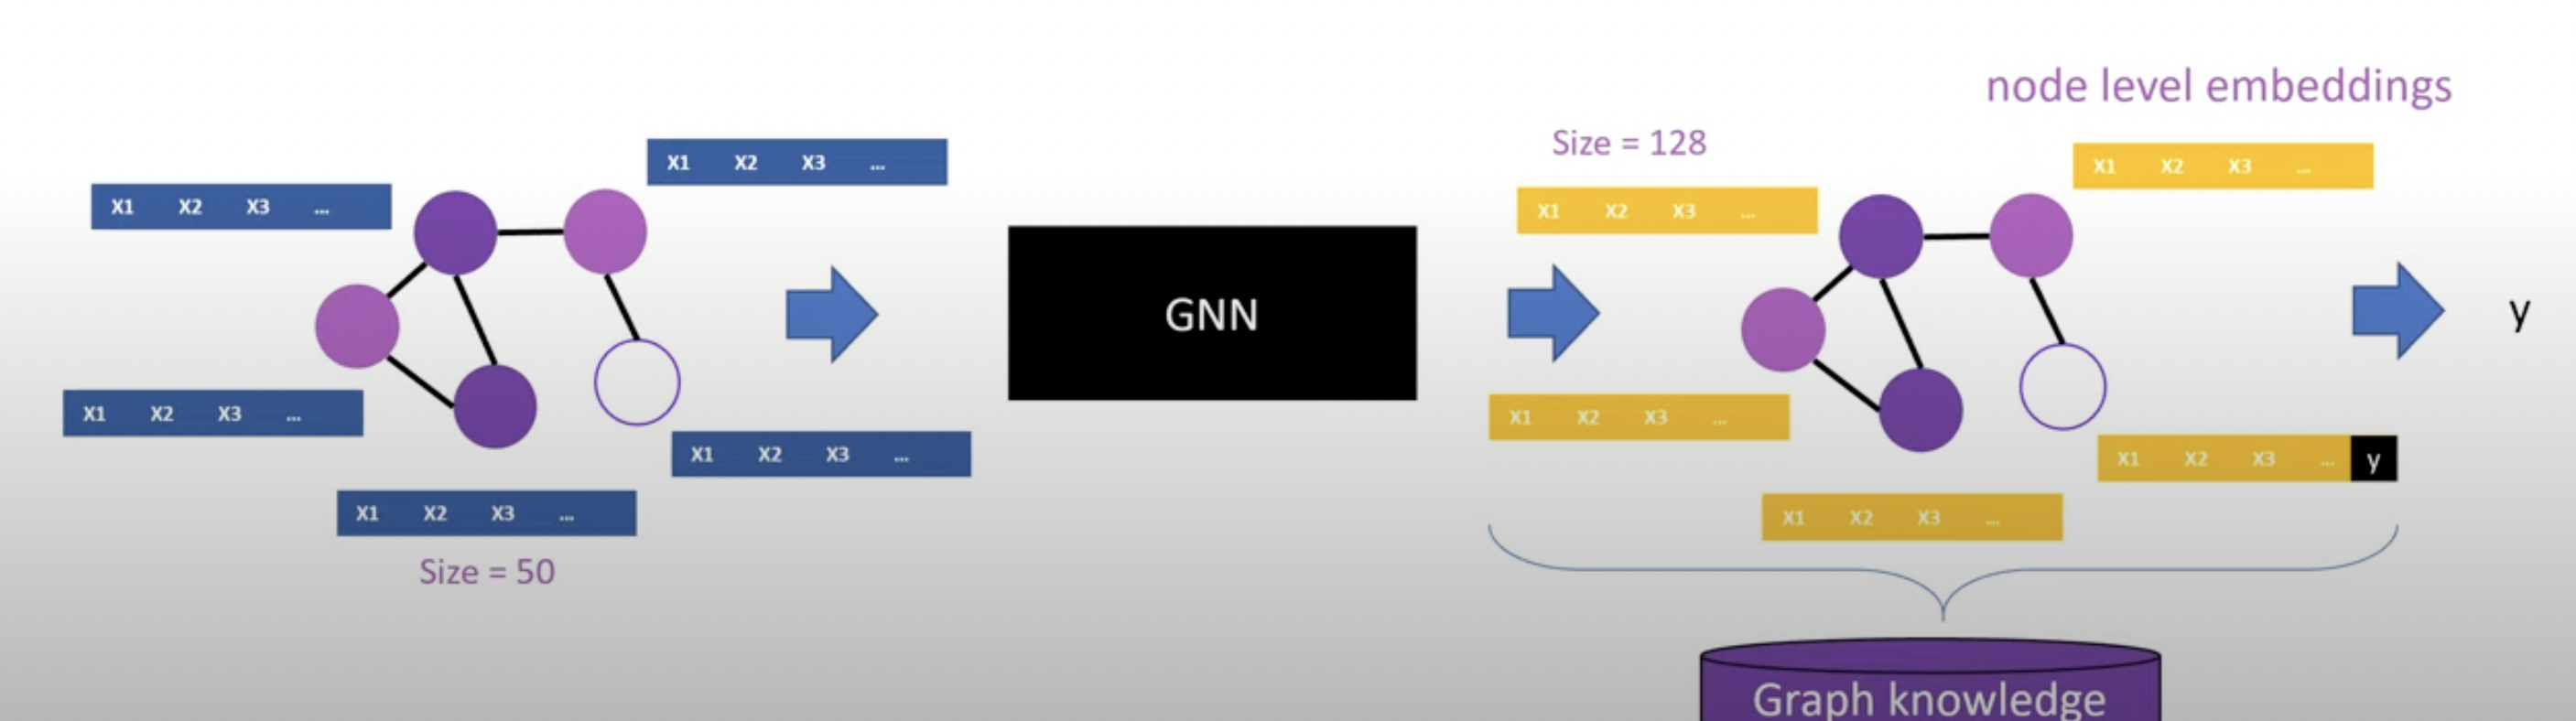 node level embeddings
Size = 128
X1 X2 X3 ...
X1 X2 X3 ...
X1 X2 X3 ...
X1 X2 X3 ...
X1 X2 X3 ...
Size = 50
GNN
X1 X2 X3 ...
X1 X2 X3 ...
X1 X2 X3 ...
X1 X2 X3 ... y
X1 X2 X3 ...
y
Graph knowledge